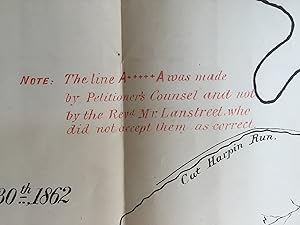 NOTE: The line A+++++A was made
by Petitioner's Counsel and not
by the Revd Mr. Lanstreet, who
did not accept them as correct
Cat Harpin Run.
30th, 1862